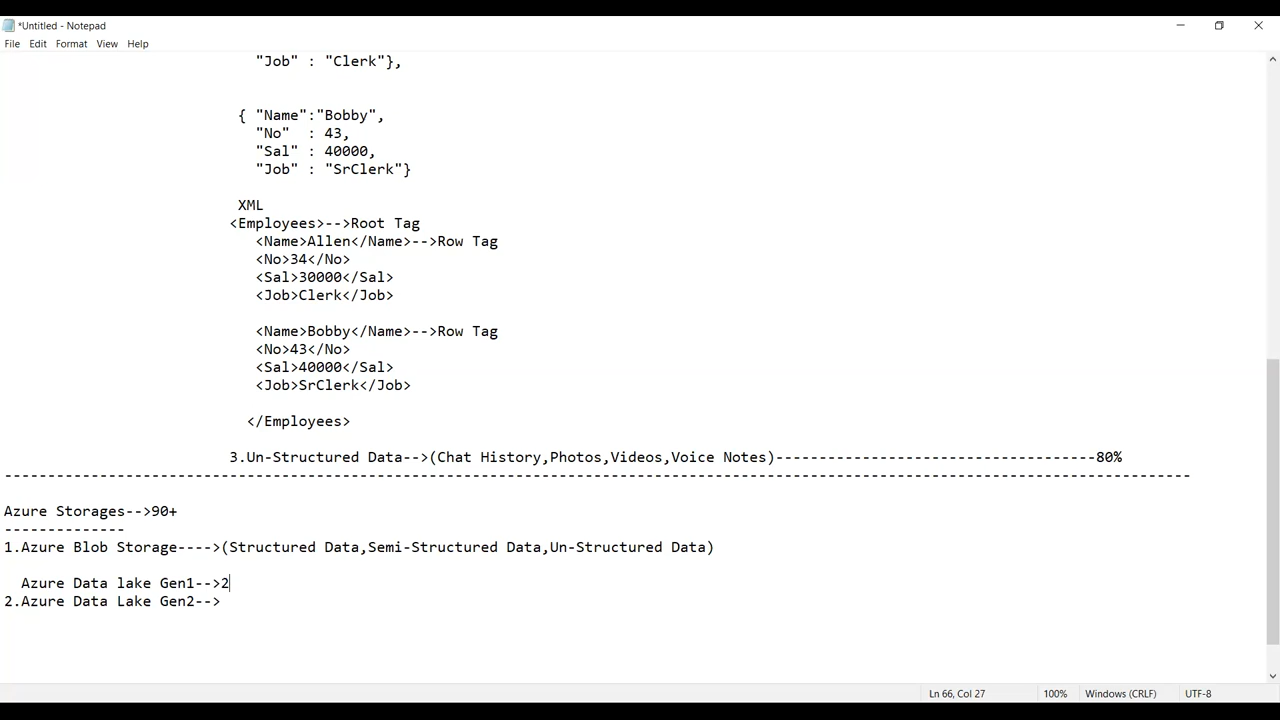 *Untitled - Notepad
File Edit Format View Help
"Job" : "Clerk"},
{ "Name":"Bobby",
"No" : 43,
"Sal" : 40000,
"Job" : "SrClerk"}
XML
<Employees>-->Root Tag
<Name>Allen</Name>-->Row Tag
<No>34</No>
<Sal>30000</Sal>
<Job>Clerk</Job>
<Name>Bobby</Name>-->Row Tag
<No>43</No>
<Sal>40000</Sal>
<Job>SrClerk</Job>
</Employees>
3.Un-Structured Data-->(Chat History,Photos,Videos,Voice Notes)-------------------------------------80%
-----------------------------------------------------------------------------------------------------------------------------------------
Azure Storages-->90+
--------------
1.Azure Blob Storage---->(Structured Data,Semi-Structured Data,Un-Structured Data)
Azure Data lake Gen1-->2
2.Azure Data Lake Gen2-->
Ln 66, Col 27 100% Windows (CRLF) UTF-8